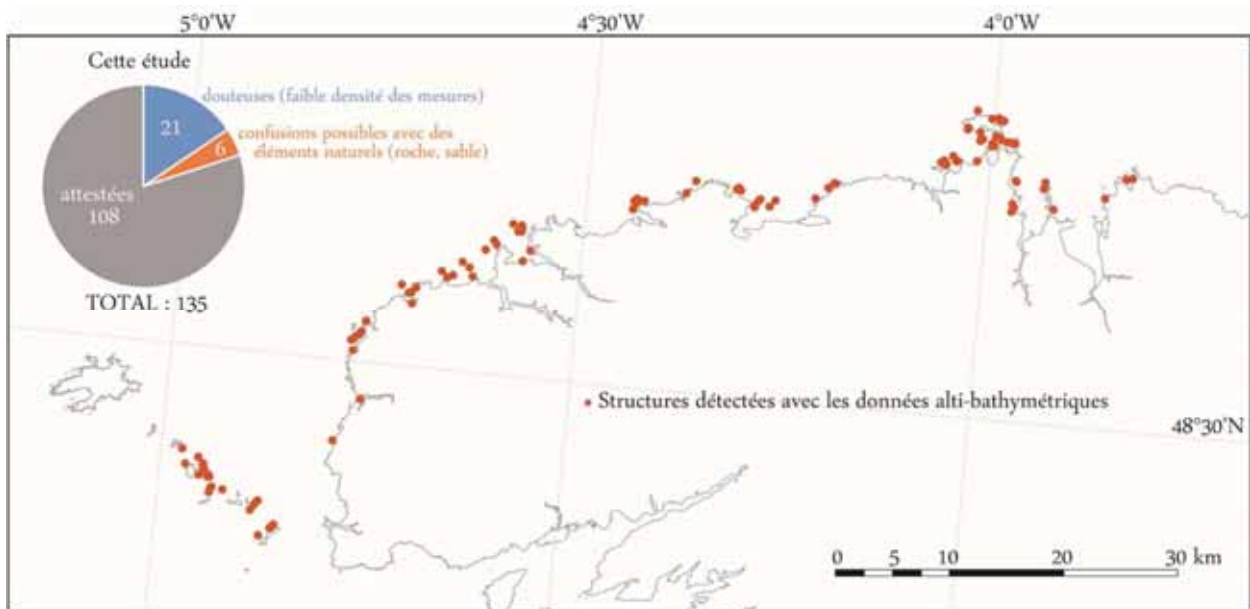 5°0'W
4°30'W
4°0'W
Cette étude
douteuses (faible densité des mesures)
21
confusions possibles avec des
éléments naturels (roche, sable)
6
attestées
108
TOTAL : 135
Structures détectées avec les données alti-bathymétriques
48°30'N
0 5 10 20 30 km